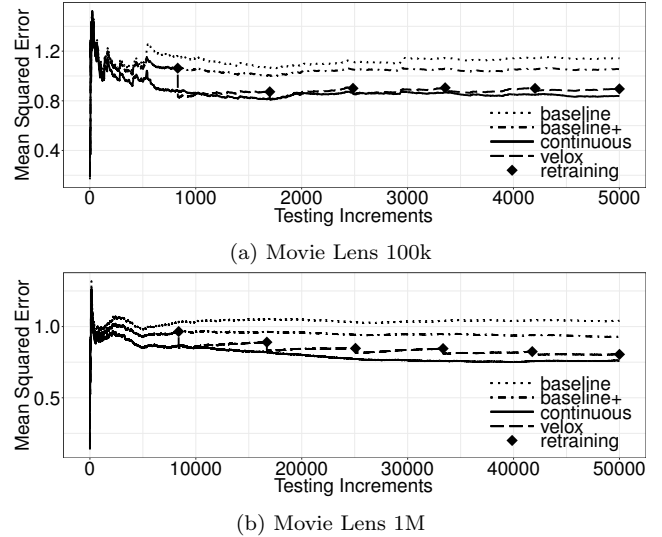 Mean Squared Error
1.2
0.8
0.4
baseline
baseline+
continuous
velox
retraining
0 1000 2000 3000 4000 5000
Testing Increments
(a) Movie Lens 100k
Mean Squared Error
1.0
0.5
baseline
baseline+
continuous
velox
retraining
0 10000 20000 30000 40000 50000
Testing Increments
(b) Movie Lens 1M